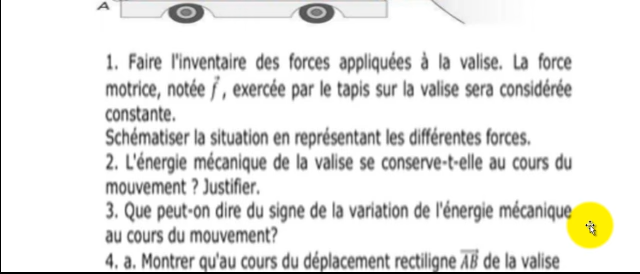 A
1. Faire l'inventaire des forces appliquées à la valise. La force
motrice, notée f⃗, exercée par le tapis sur la valise sera considérée
constante.
Schématiser la situation en représentant les différentes forces.
2. L'énergie mécanique de la valise se conserve-t-elle au cours du
mouvement ? Justifier.
3. Que peut-on dire du signe de la variation de l'énergie mécanique
au cours du mouvement?
4. a. Montrer qu'au cours du déplacement rectiligne A⃗B⃗ de la valise